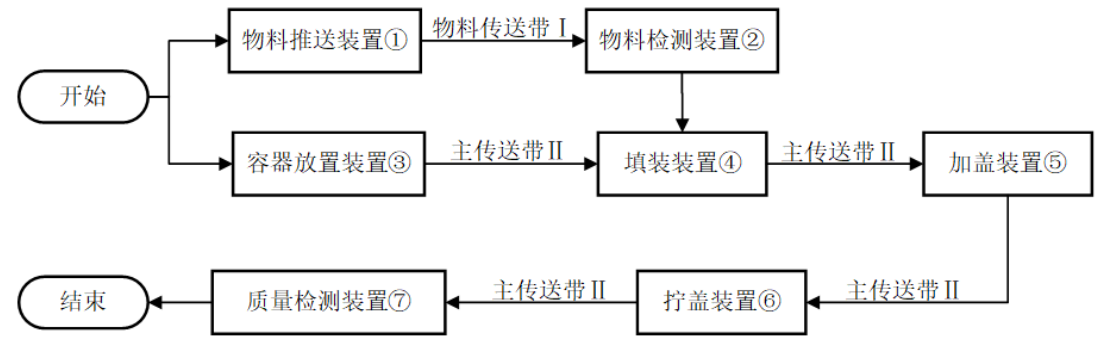 物料推送装置①
物料传送带Ⅰ
物料检测装置②
开始
容器放置装置③
主传送带Ⅱ
填装装置④
主传送带Ⅱ
加盖装置⑤
结束
质量检测装置⑦
主传送带Ⅱ
拧盖装置⑥
主传送带Ⅱ